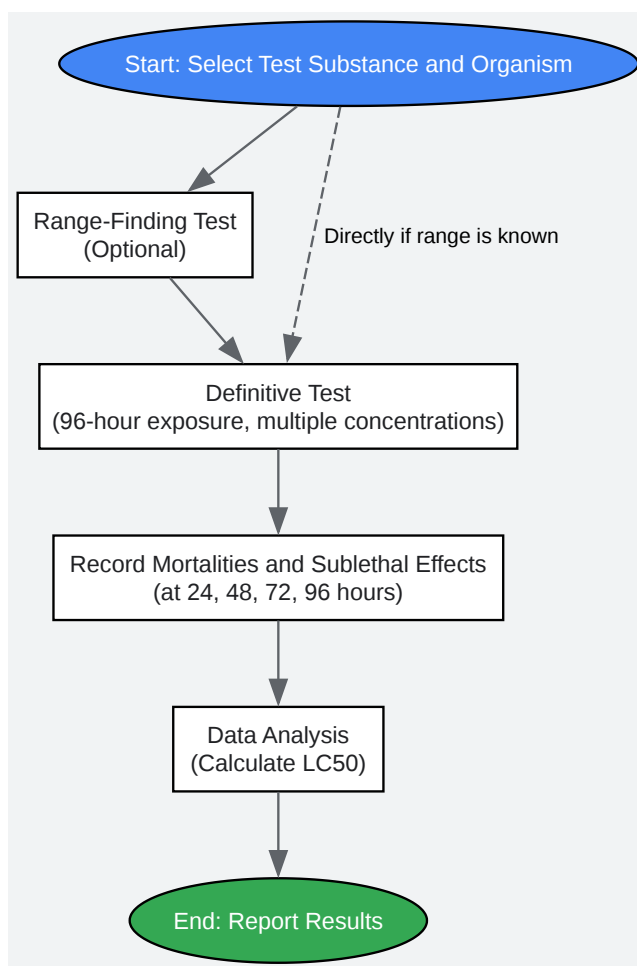 Start: Select Test Substance and Organism
Range-Finding Test
(Optional)
Directly if range is known
Definitive Test
(96-hour exposure, multiple concentrations)
Record Mortalities and Sublethal Effects
(at 24, 48, 72, 96 hours)
Data Analysis
(Calculate LC50)
End: Report Results